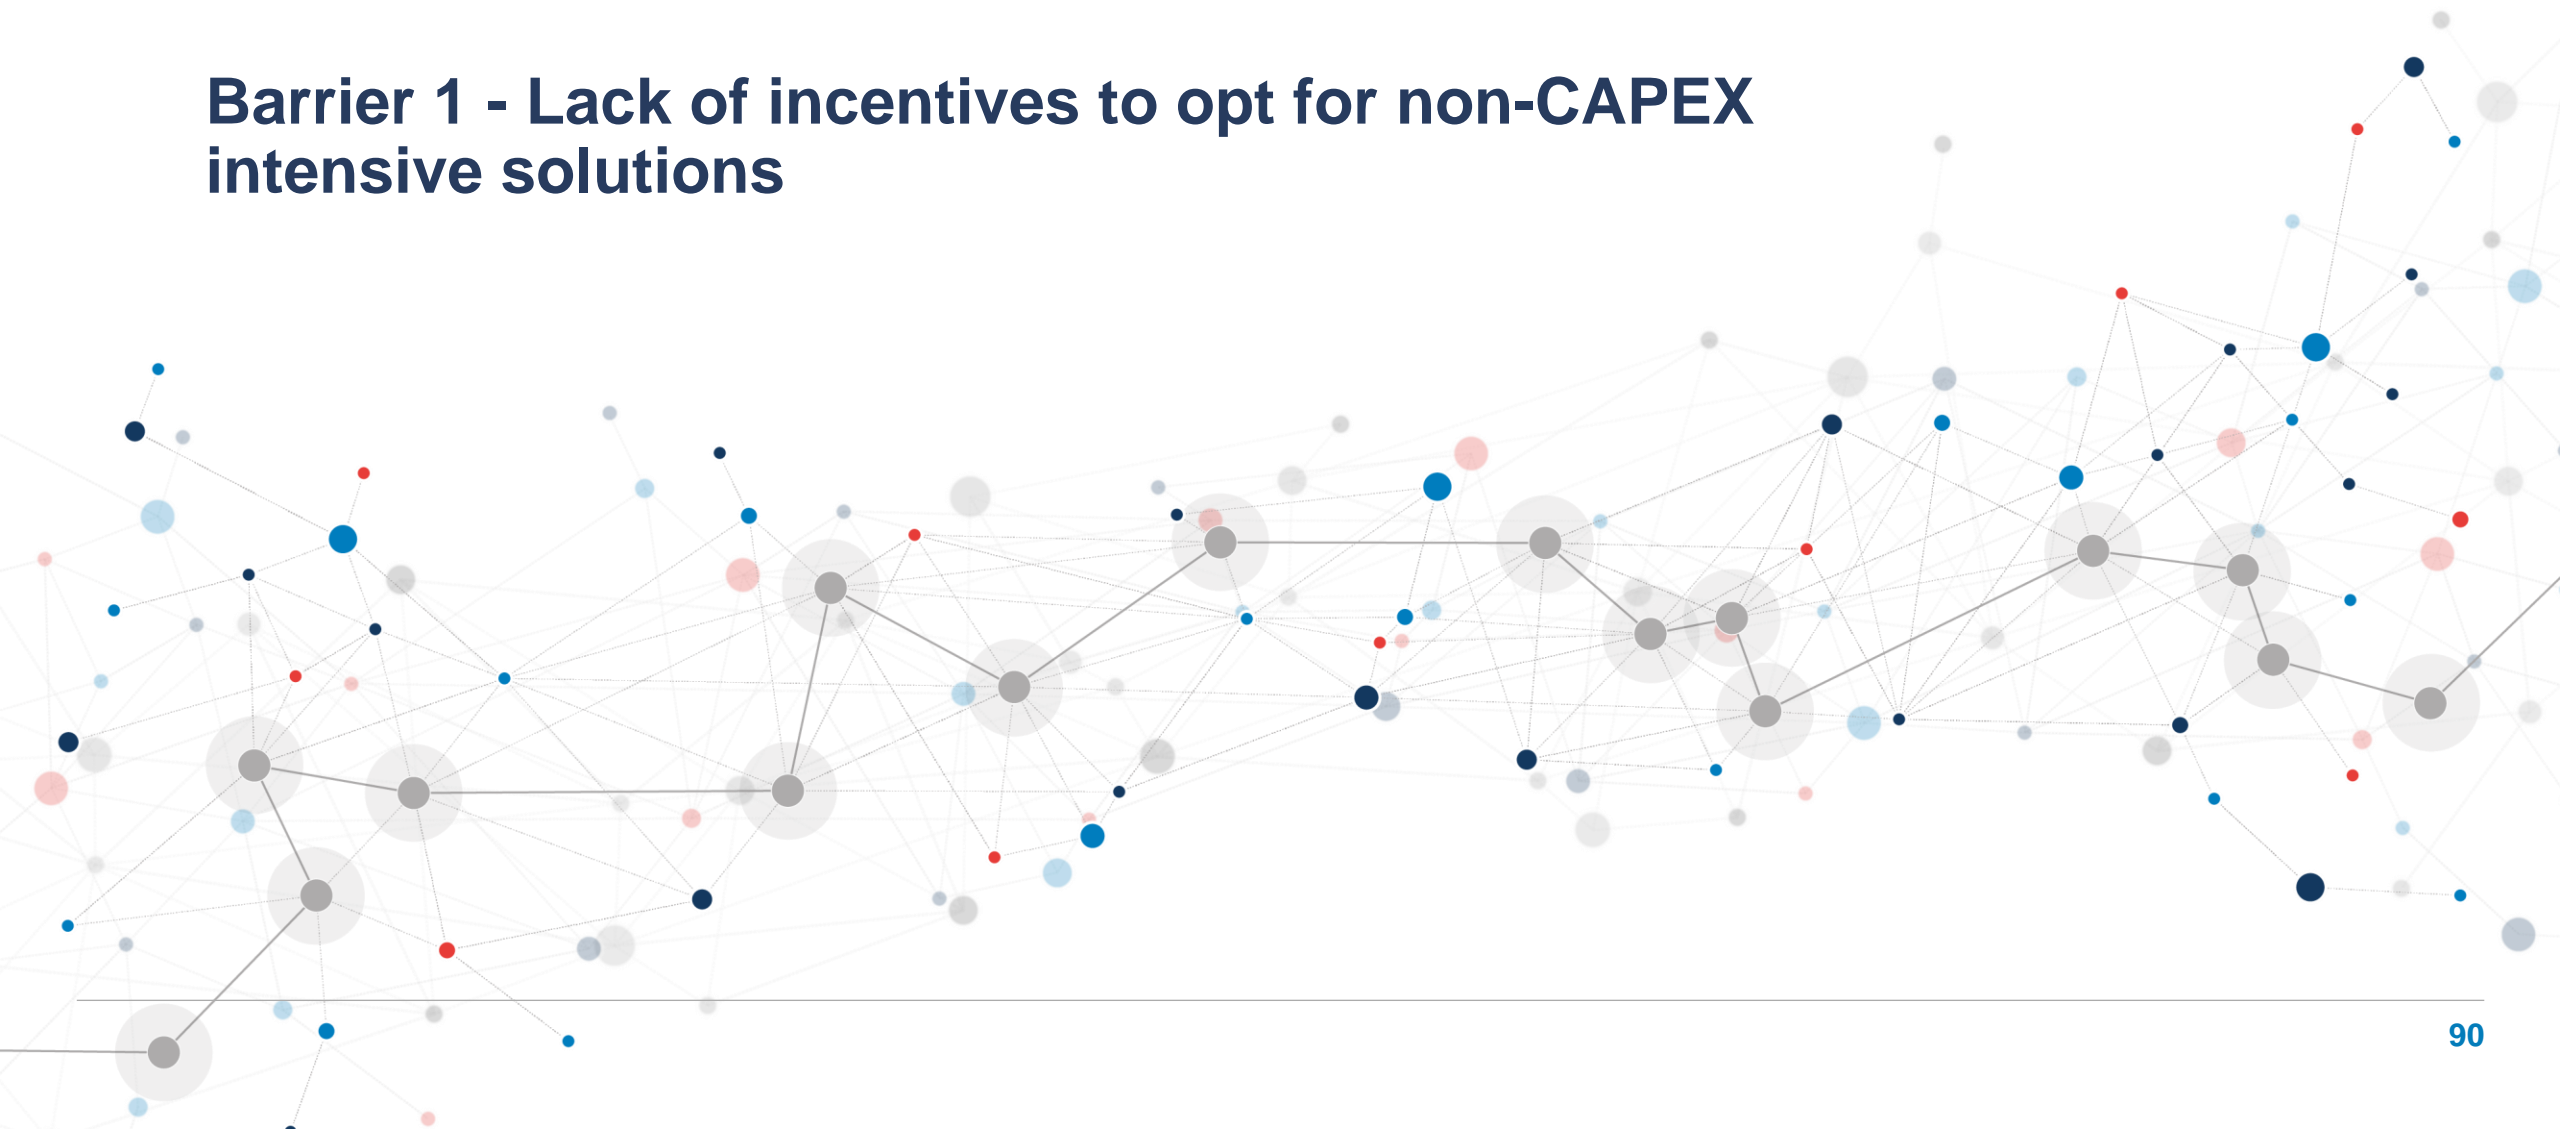 Barrier 1 - Lack of incentives to opt for non-CAPEX
intensive solutions
90